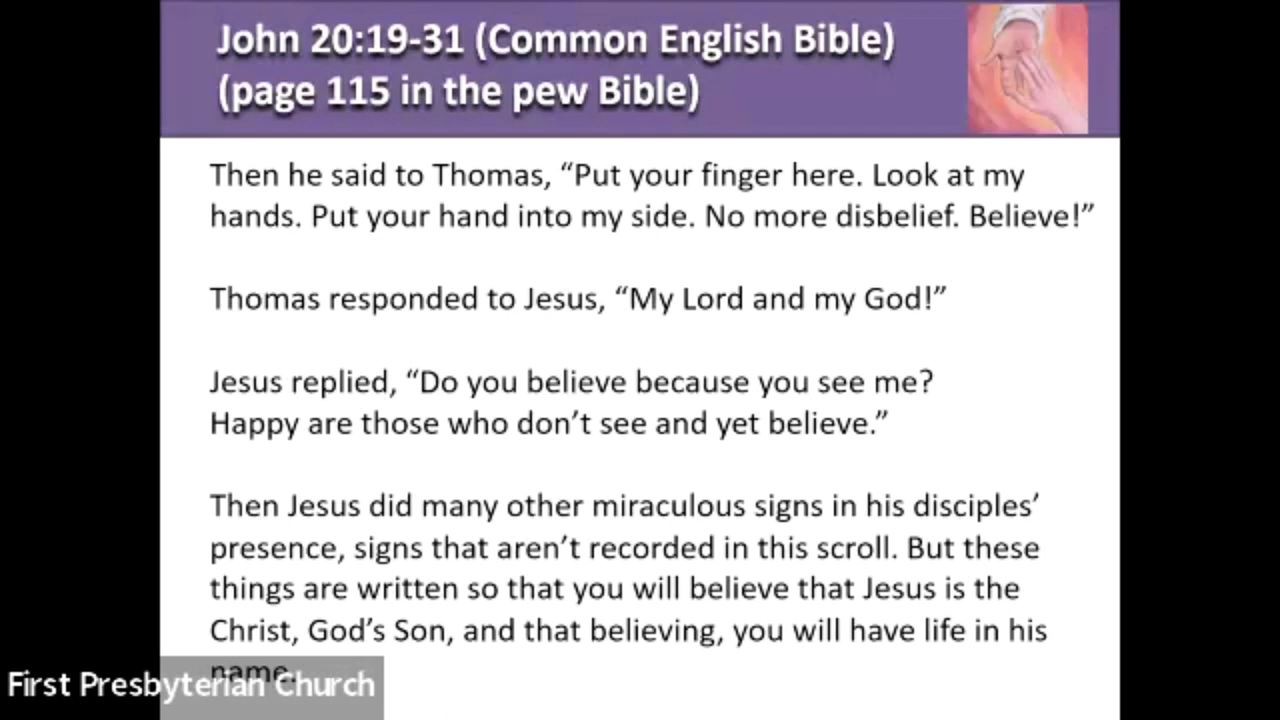 John 20:19-31 (Common English Bible)
(page 115 in the pew Bible)
Then he said to Thomas, “Put your finger here. Look at my
hands. Put your hand into my side. No more disbelief. Believe!”
Thomas responded to Jesus, “My Lord and my God!”
Jesus replied, “Do you believe because you see me?
Happy are those who don’t see and yet believe.”
Then Jesus did many other miraculous signs in his disciples’
presence, signs that aren’t recorded in this scroll. But these
things are written so that you will believe that Jesus is the
Christ, God’s Son, and that believing, you will have life in his
name.
First Presbyterian Church